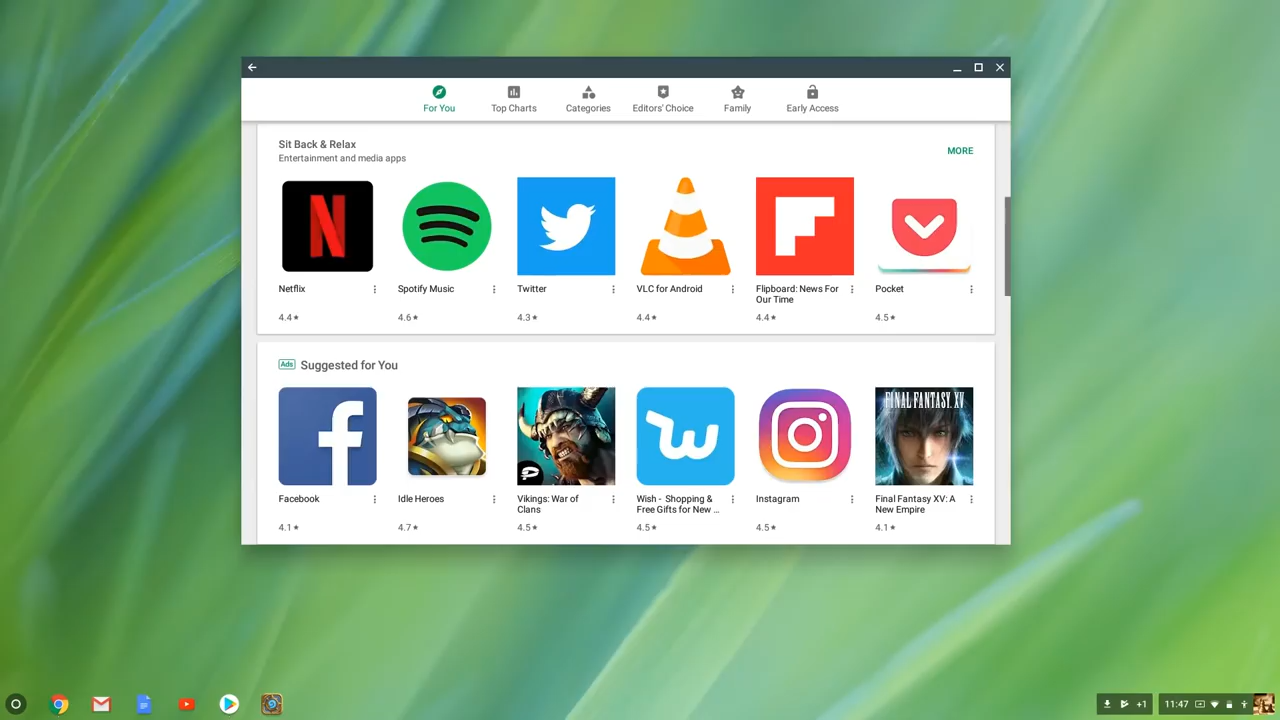 For You
Top Charts
Categories
Editors' Choice
Family
Early Access
Sit Back & Relax
Entertainment and media apps
MORE
Netflix
4.4★
Spotify Music
4.6★
Twitter
4.3★
VLC for Android
4.4★
Flipboard: News For
Our Time
4.4★
Pocket
4.5★
Ads Suggested for You
FINAL FANTASY XV
Facebook
4.1★
Idle Heroes
4.7★
Vikings: War of
Clans
4.5★
Wish - Shopping &
Free Gifts for New ...
4.5★
Instagram
4.5★
Final Fantasy XV: A
New Empire
4.1★
+1
11:47